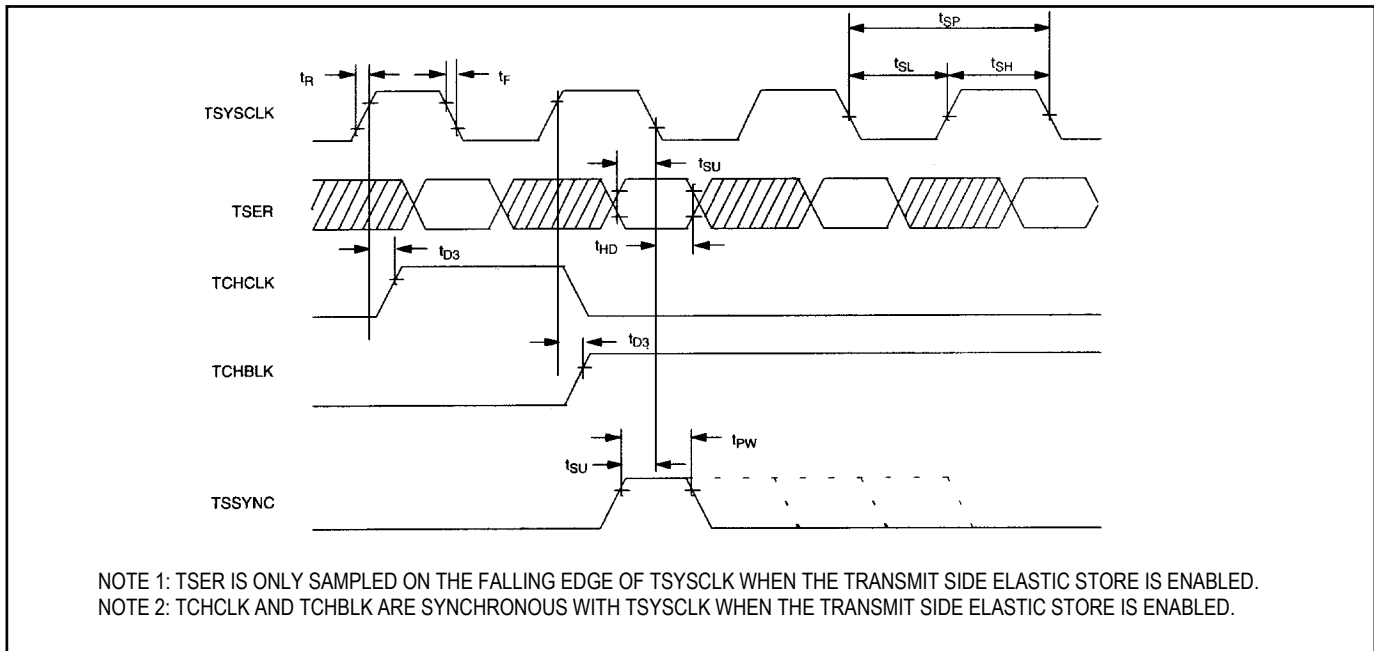 tSP
tR
tF
tSL
tSH
TSYSCLK
tSU
TSER
tHD
tD3
TCHCLK
tD3
TCHBLK
tPW
tSU
TSSYNC
NOTE 1: TSER IS ONLY SAMPLED ON THE FALLING EDGE OF TSYSCLK WHEN THE TRANSMIT SIDE ELASTIC STORE IS ENABLED.
NOTE 2: TCHCLK AND TCHBLK ARE SYNCHRONOUS WITH TSYSCLK WHEN THE TRANSMIT SIDE ELASTIC STORE IS ENABLED.